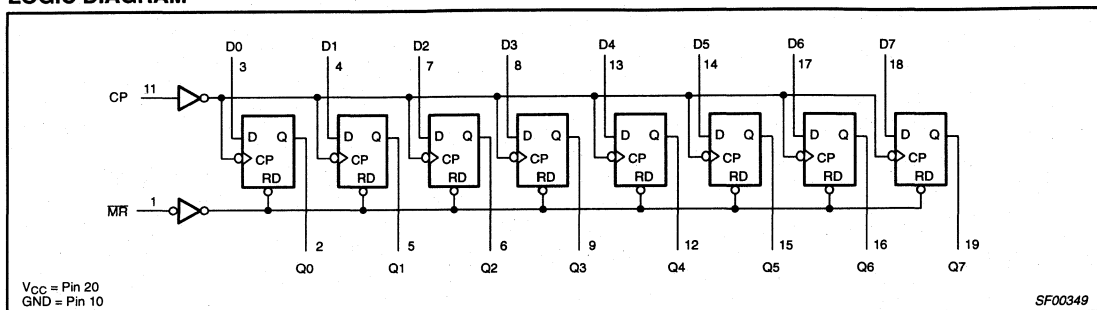 D0 D1 D2 D3 D4 D5 D6 D7
3 4 7 8 13 14 17 18
CP 11
D Q D Q D Q D Q D Q D Q D Q D Q
CP CP CP CP CP CP CP CP
RD RD RD RD RD RD RD RD
MR 1
2 5 6 9 12 15 16 19
Q0 Q1 Q2 Q3 Q4 Q5 Q6 Q7
VCC = Pin 20
GND = Pin 10
SF00349